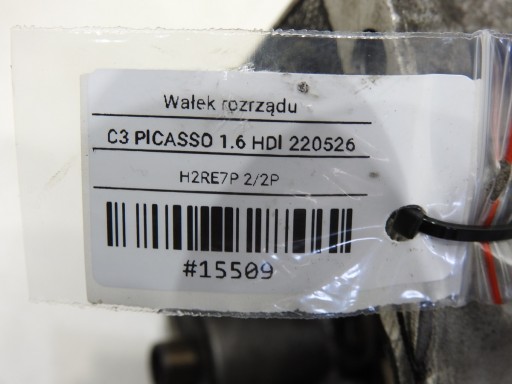 Wałek rozrządu
C3 PICASSO 1.6 HDI 220526
H2RE7P 2/2P
#15509